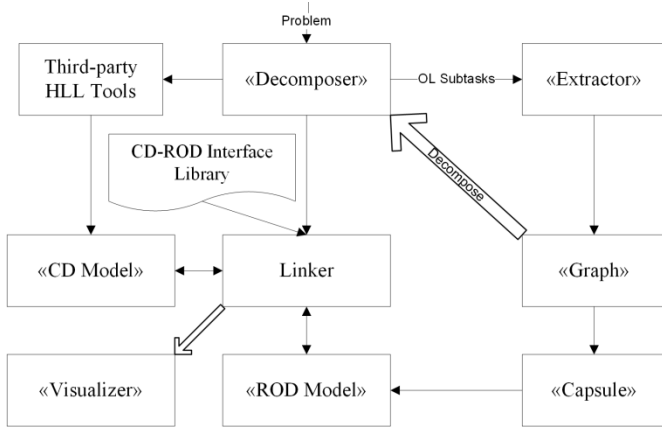 Problem
Third-party
HLL Tools
«Decomposer»
OL Subtasks
«Extractor»
CD-ROD Interface
Library
Decompose
«CD Model»
Linker
«Graph»
«Visualizer»
«ROD Model»
«Capsule»